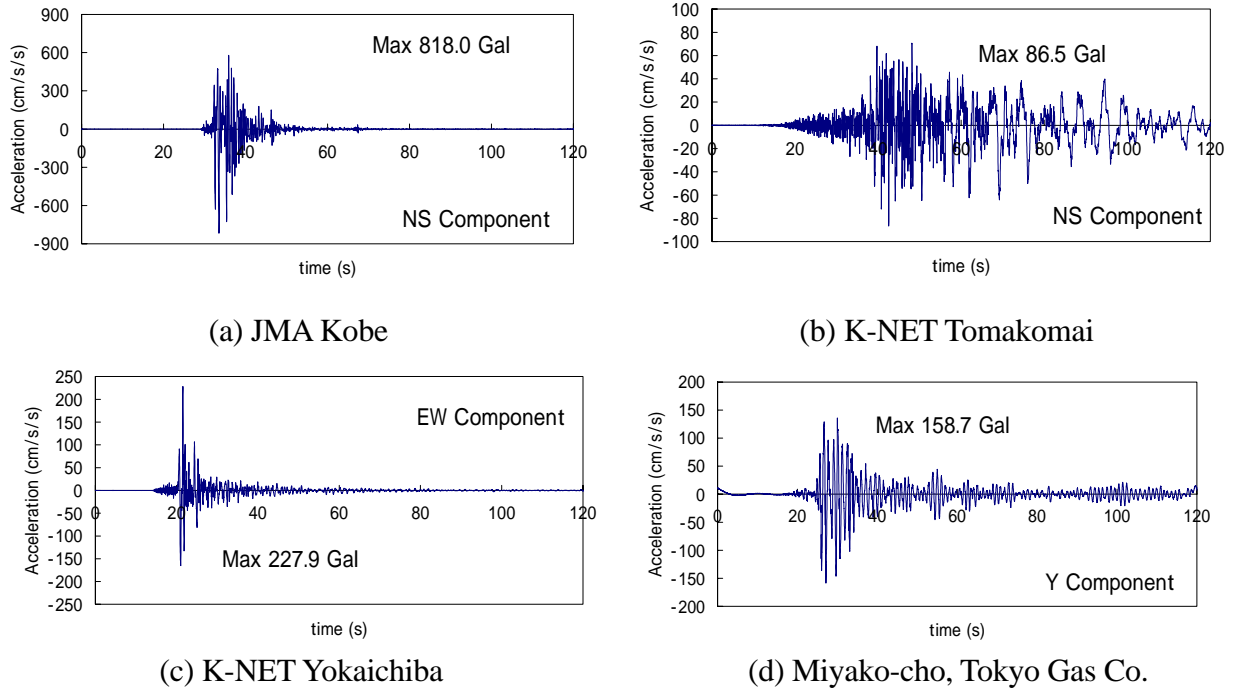 900
600
300
0
-300
-600
-900
Acceleration (cm/s/s)
Max 818.0 Gal
NS Component
0 20 40 60 80 100 120
time (s)
(a) JMA Kobe
100
80
60
40
20
0
-20
-40
-60
-80
-100
Acceleration (cm/s/s)
Max 86.5 Gal
NS Component
0 20 40 60 80 100 120
time (s)
(b) K-NET Tomakomai
250
200
150
100
50
0
-50
-100
-150
-200
-250
Acceleration (cm/s/s)
EW Component
0 20 40 60 80 100 120
Max 227.9 Gal
time (s)
(c) K-NET Yokaichiba
200
150
100
50
0
-50
-100
-150
-200
Acceleration (cm/s/s)
Max 158.7 Gal
0 20 40 60 80 100 120
Y Component
time (s)
(d) Miyako-cho, Tokyo Gas Co.